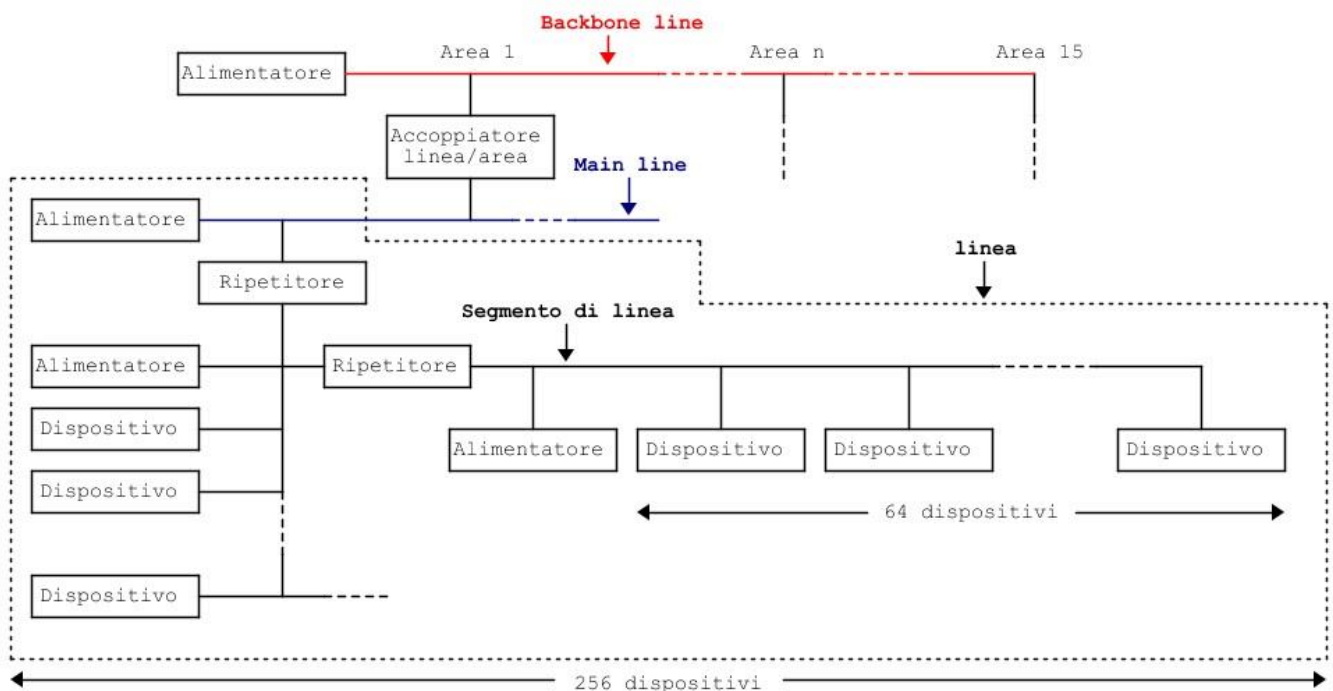 Backbone line
Area 1
Area n
Area 15
Alimentatore
Accoppiatore
linea/area
Main line
Alimentatore
linea
Ripetitore
Segmento di linea
Alimentatore
Ripetitore
Dispositivo
Alimentatore
Dispositivo
Dispositivo
Dispositivo
Dispositivo
64 dispositivi
Dispositivo
256 dispositivi